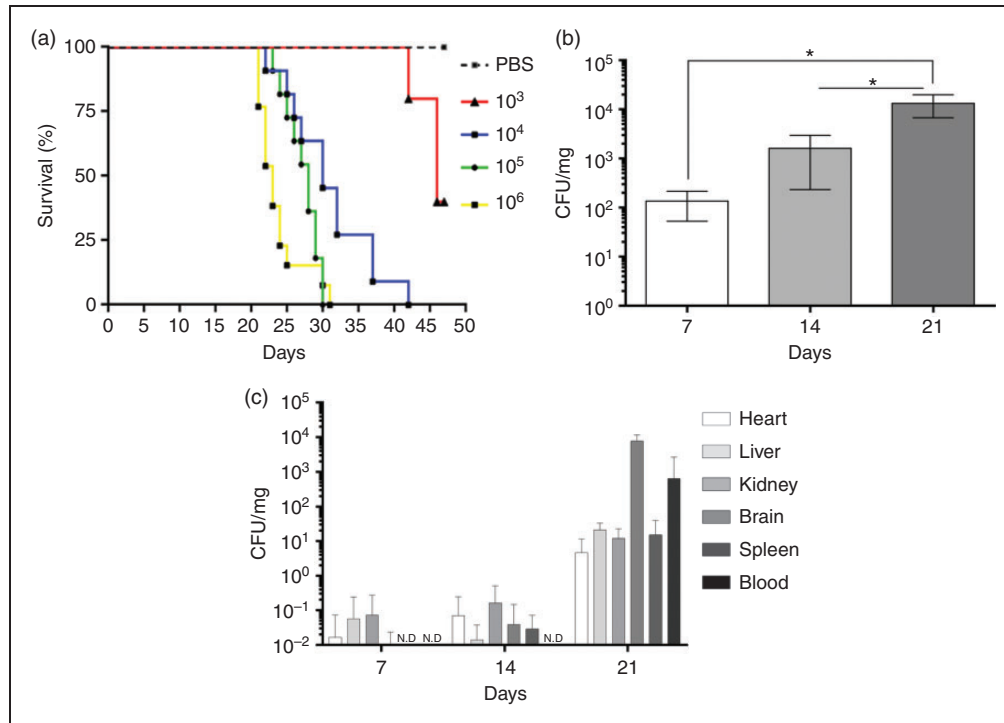 (a)
100
75
50
25
0
Survival (%)
0 5 10 15 20 25 30 35 40 45 50
Days
PBS
10³
10⁴
10⁵
10⁶
(b)
*
*
10⁵
10⁴
10³
10²
10¹
10⁰
CFU/mg
7 14 21
Days
(c)
10⁵
10⁴
10³
10²
10¹
10⁰
10⁻¹
10⁻²
CFU/mg
N.D N.D N.D
7 14 21
Days
Heart
Liver
Kidney
Brain
Spleen
Blood